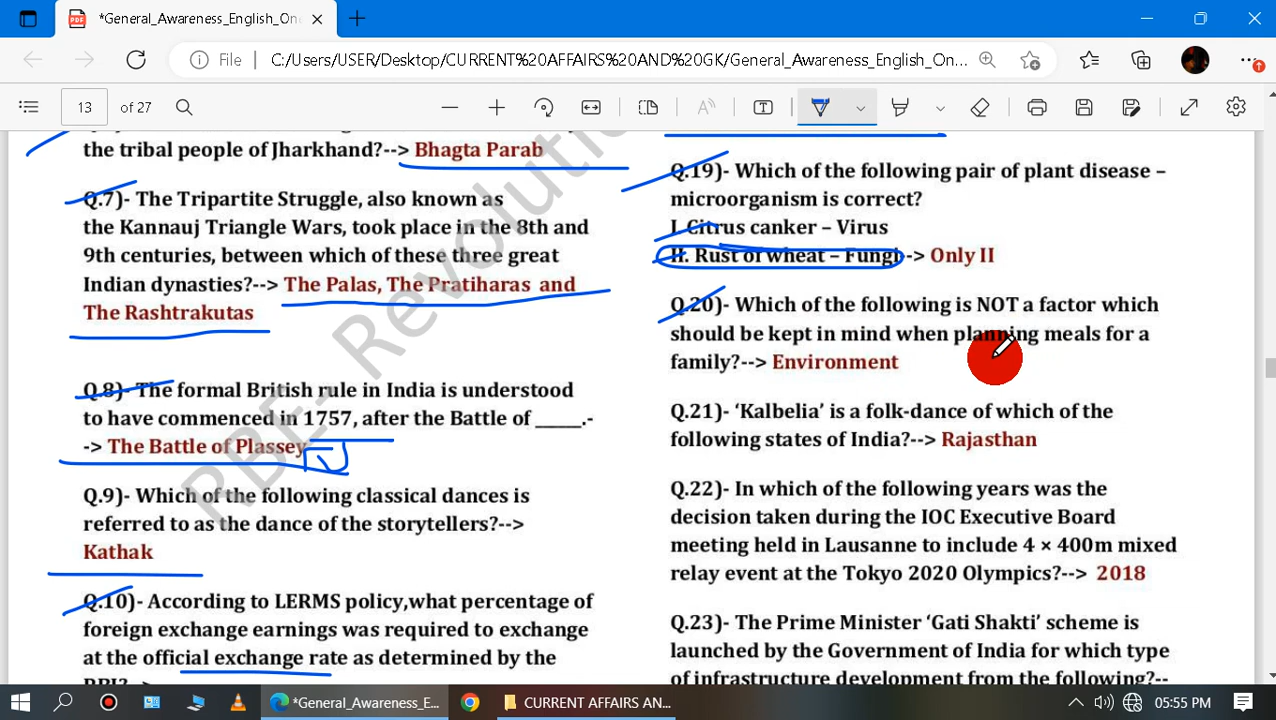 *General_Awareness_English_On
File
C:/Users/USER/Desktop/CURRENT%20AFFAIRS%20AND%20GK/General_Awareness_English_On...
13
of 27
the tribal people of Jharkhand?--> Bhagta Parab
Q.7)- The Tripartite Struggle, also known as
the Kannauj Triangle Wars, took place in the 8th and
9th centuries, between which of these three great
Indian dynasties?--> The Palas, The Pratiharas and
The Rashtrakutas
Q.8)- The formal British rule in India is understood
to have commenced in 1757, after the Battle of _____.-
-> The Battle of Plassey
Q.9)- Which of the following classical dances is
referred to as the dance of the storytellers?-->
Kathak
Q.10)- According to LERMS policy,what percentage of
foreign exchange earnings was required to exchange
at the official exchange rate as determined by the
RBI?-->
Q.19)- Which of the following pair of plant disease –
microorganism is correct?
I. Citrus canker – Virus
II. Rust of wheat – Fungi--> Only II
Q.20)- Which of the following is NOT a factor which
should be kept in mind when planning meals for a
family?--> Environment
Q.21)- ‘Kalbelia’ is a folk-dance of which of the
following states of India?--> Rajasthan
Q.22)- In which of the following years was the
decision taken during the IOC Executive Board
meeting held in Lausanne to include 4 × 400m mixed
relay event at the Tokyo 2020 Olympics?--> 2018
Q.23)- The Prime Minister ‘Gati Shakti’ scheme is
launched by the Government of India for which type
of infrastructure development from the following?--
RBE- Revolutio
*General_Awareness_E...
CURRENT AFFAIRS AN...
05:55 PM